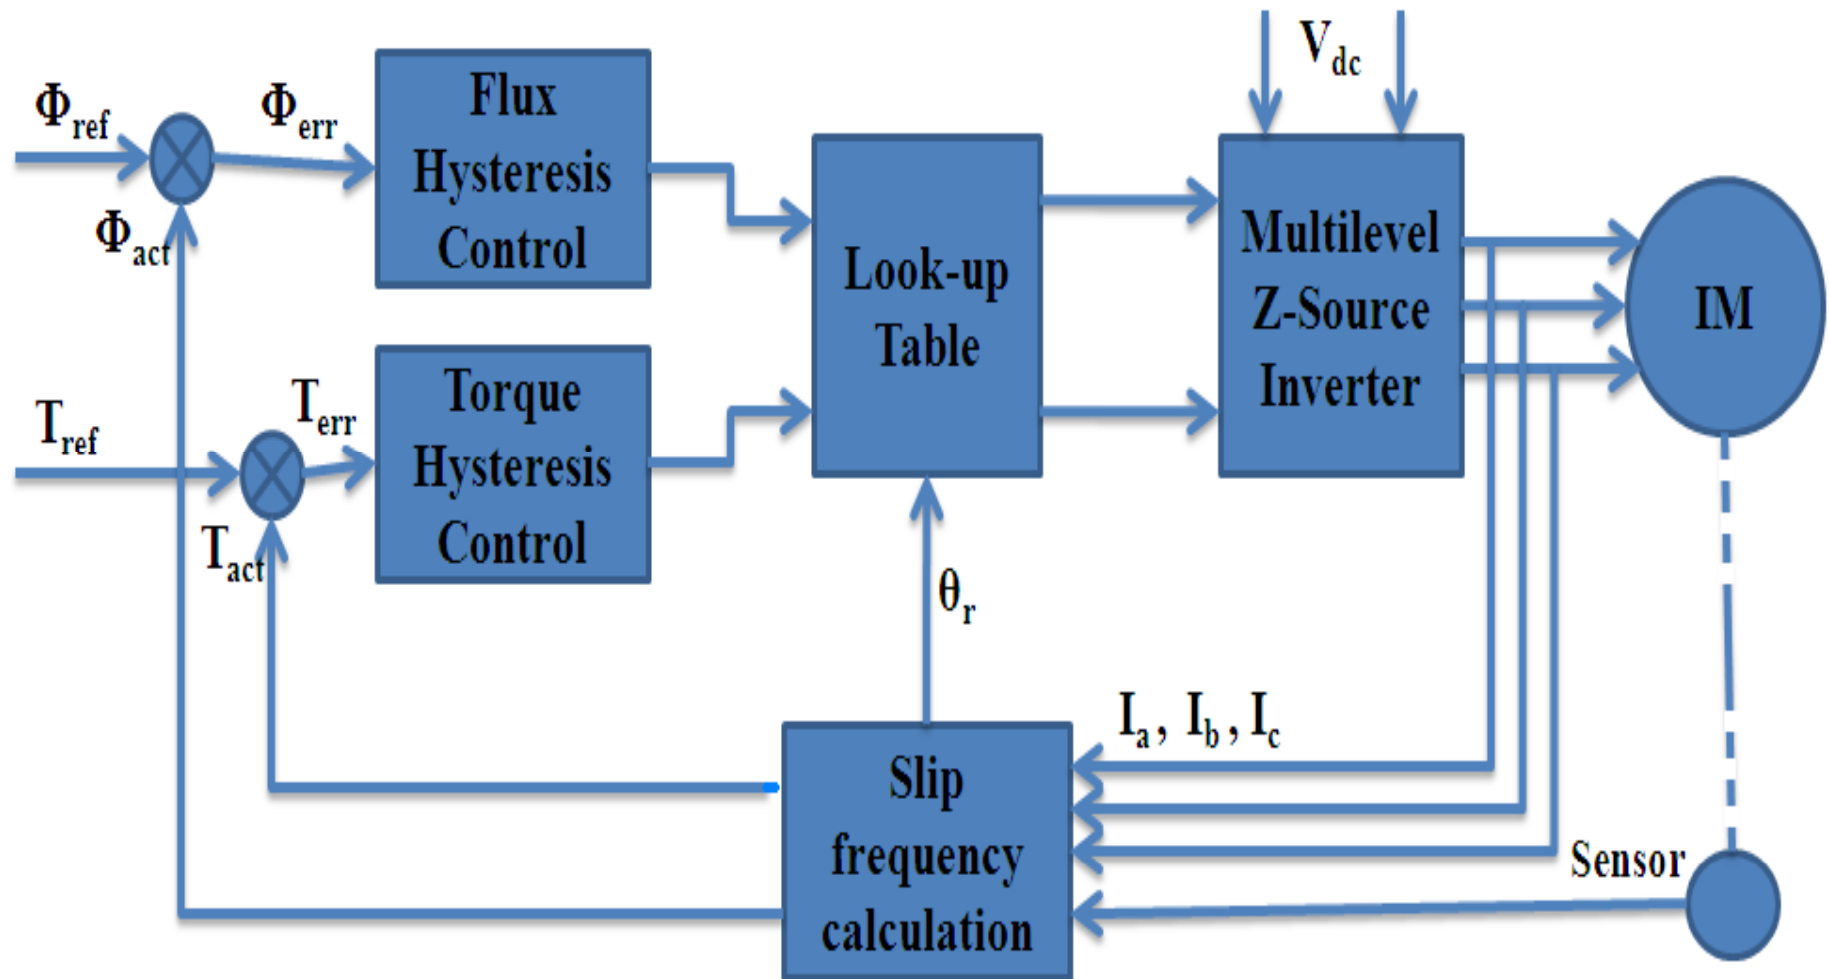 Φref
Φerr
Φact
Flux
Hysteresis
Control
Tref
Terr
Tact
Torque
Hysteresis
Control
Look-up
Table
Vdc
Multilevel
Z-Source
Inverter
IM
θr
Ia, Ib, Ic
Slip
frequency
calculation
Sensor